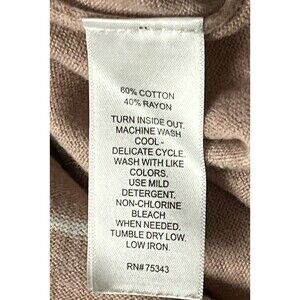 60% COTTON
40% RAYON
TURN INSIDE OUT.
MACHINE WASH
COOL -
DELICATE CYCLE.
WASH WITH LIKE
COLORS.
USE MILD
DETERGENT.
NON-CHLORINE
BLEACH
WHEN NEEDED.
TUMBLE DRY LOW.
LOW IRON.
RN# 75343